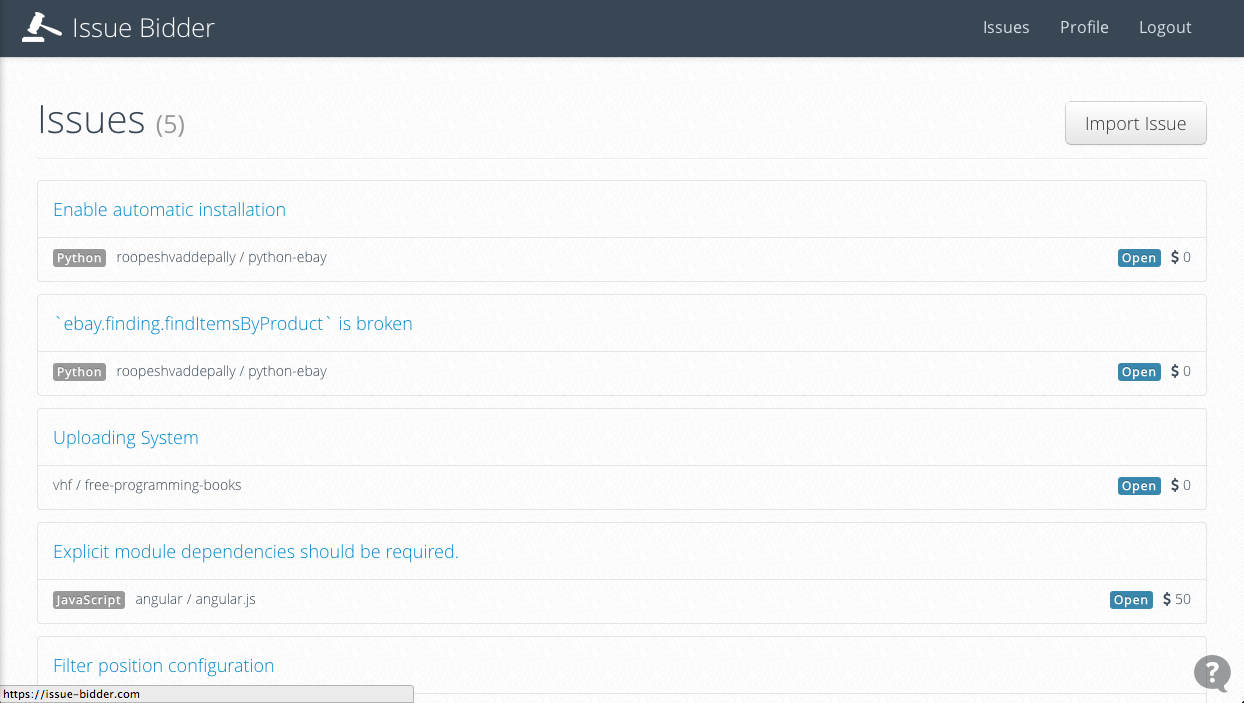 Issue Bidder
Issues Profile Logout
Issues (5)
Import Issue
Enable automatic installation
Python roopeshvaddepally / python-ebay Open $ 0
`ebay.finding.findItemsByProduct` is broken
Python roopeshvaddepally / python-ebay Open $ 0
Uploading System
vhf / free-programming-books Open $ 0
Explicit module dependencies should be required.
JavaScript angular / angular.js Open $ 50
Filter position configuration
?
https://issue-bidder.com